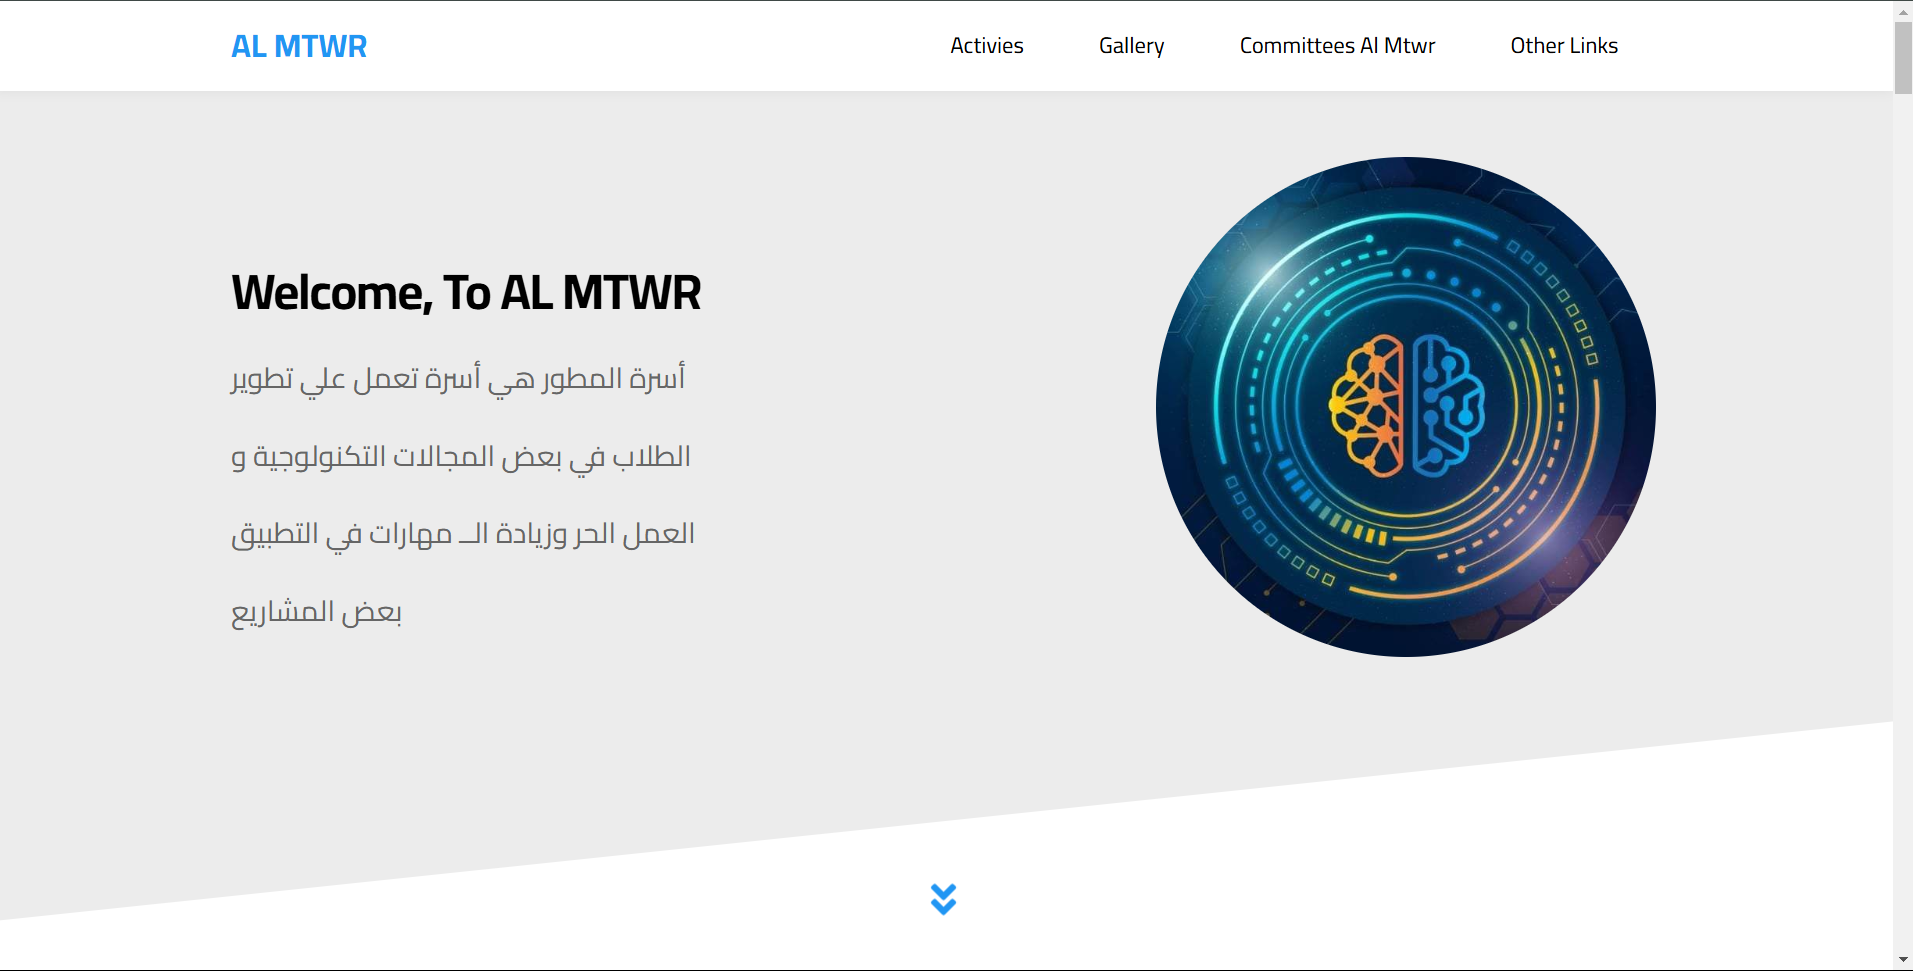 AL MTWR
Activies
Gallery
Committees Al Mtwr
Other Links
Welcome, To AL MTWR
أسرة المطور هي أسرة تعمل علي تطوير
الطلاب في بعض المجالات التكنولوجية و
العمل الحر وزيادة الــ مهارات في التطبيق
بعض المشاريع